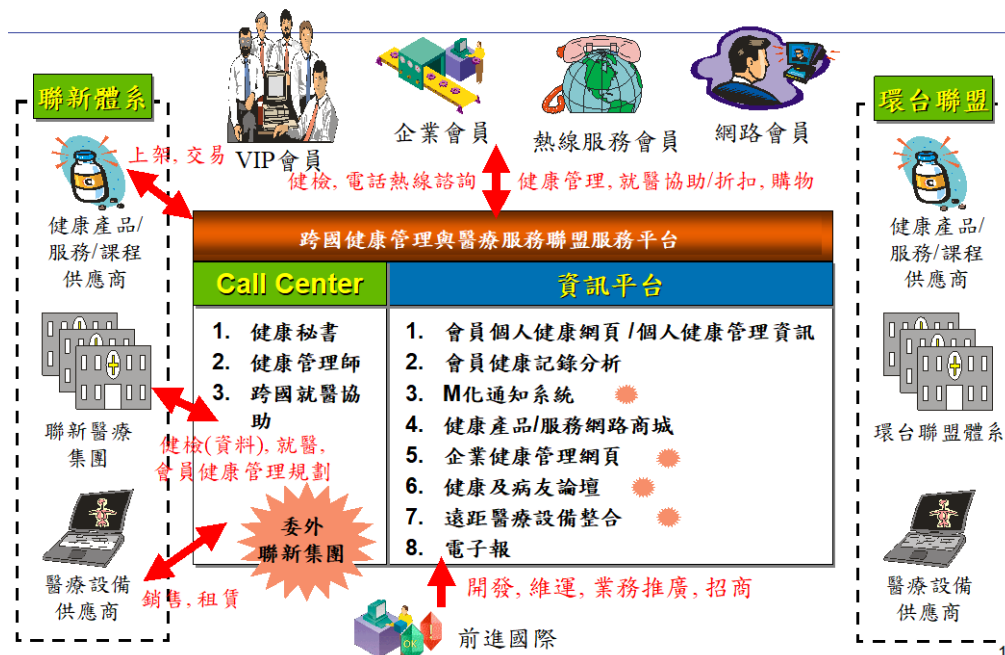 VIP會員
企業會員
熱線服務會員
網路會員
聯新體系
環台聯盟
上架, 交易
健檢, 電話熱線諮詢
健康管理, 就醫協助/折扣, 購物
健康產品/
服務/課程
供應商
聯新醫療
集團
醫療設備
供應商
跨國健康管理與醫療服務聯盟服務平台
Call Center
資訊平台
1. 健康秘書
2. 健康管理師
3. 跨國就醫協
助
1. 會員個人健康網頁 /個人健康管理資訊
2. 會員健康記錄分析
3. M化通知系統
4. 健康產品/服務網路商城
5. 企業健康管理網頁
6. 健康及病友論壇
7. 遠距醫療設備整合
8. 電子報
健檢(資料), 就醫,
會員健康管理規劃
委外
聯新集團
銷售, 租賃
開發, 維運, 業務推廣, 招商
OK
前進國際
健康產品/
服務/課程
供應商
環台聯盟體系
醫療設備
供應商
1